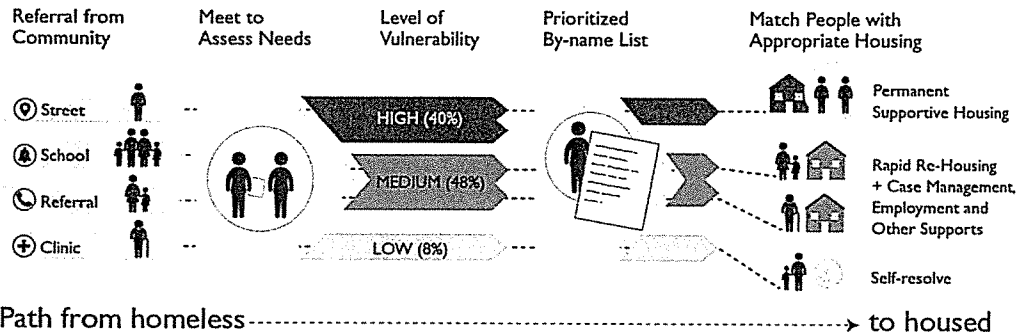 Referral from
Community
Meet to
Assess Needs
Level of
Vulnerability
Prioritized
By-name List
Match People with
Appropriate Housing
Street
School
Referral
Clinic
HIGH (40%)
MEDIUM (48%)
LOW (8%)
Permanent
Supportive Housing
Rapid Re-Housing
+ Case Management,
Employment and
Other Supports
Self-resolve
Path from homeless
to housed